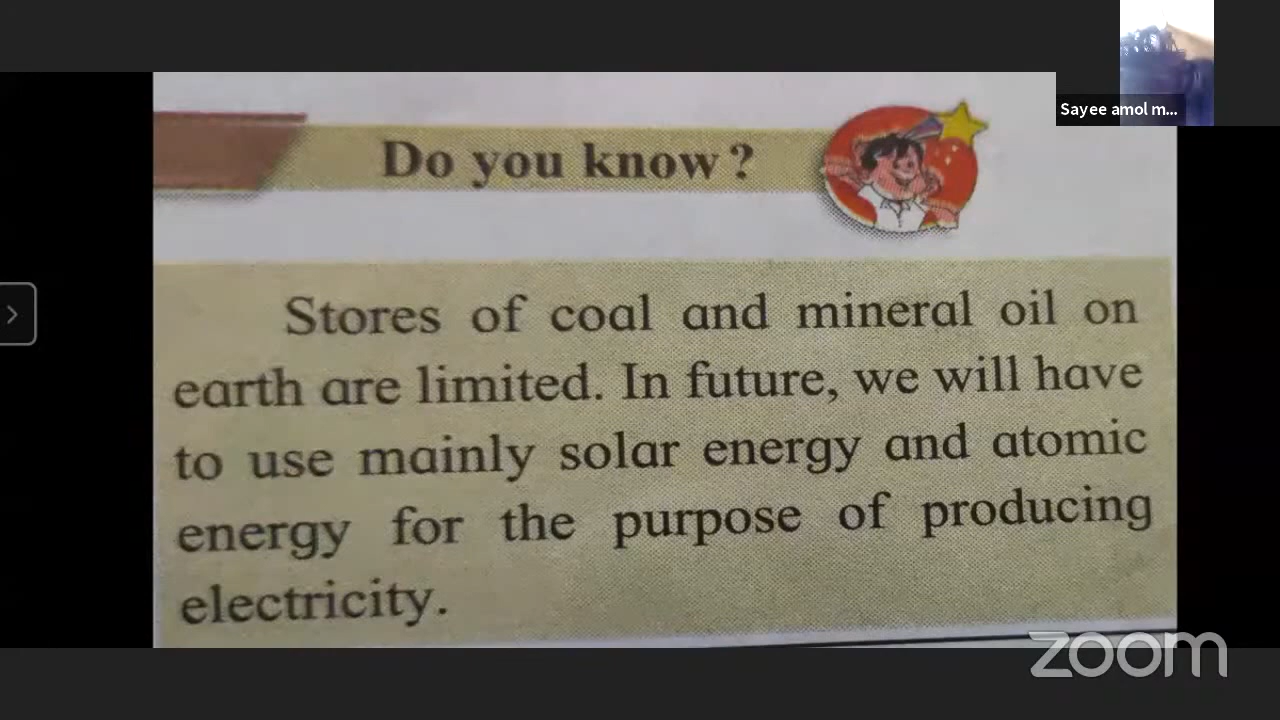 Sayee amol m...
Do you know?
Stores of coal and mineral oil on
earth are limited. In future, we will have
to use mainly solar energy and atomic
energy for the purpose of producing
electricity.
zoom